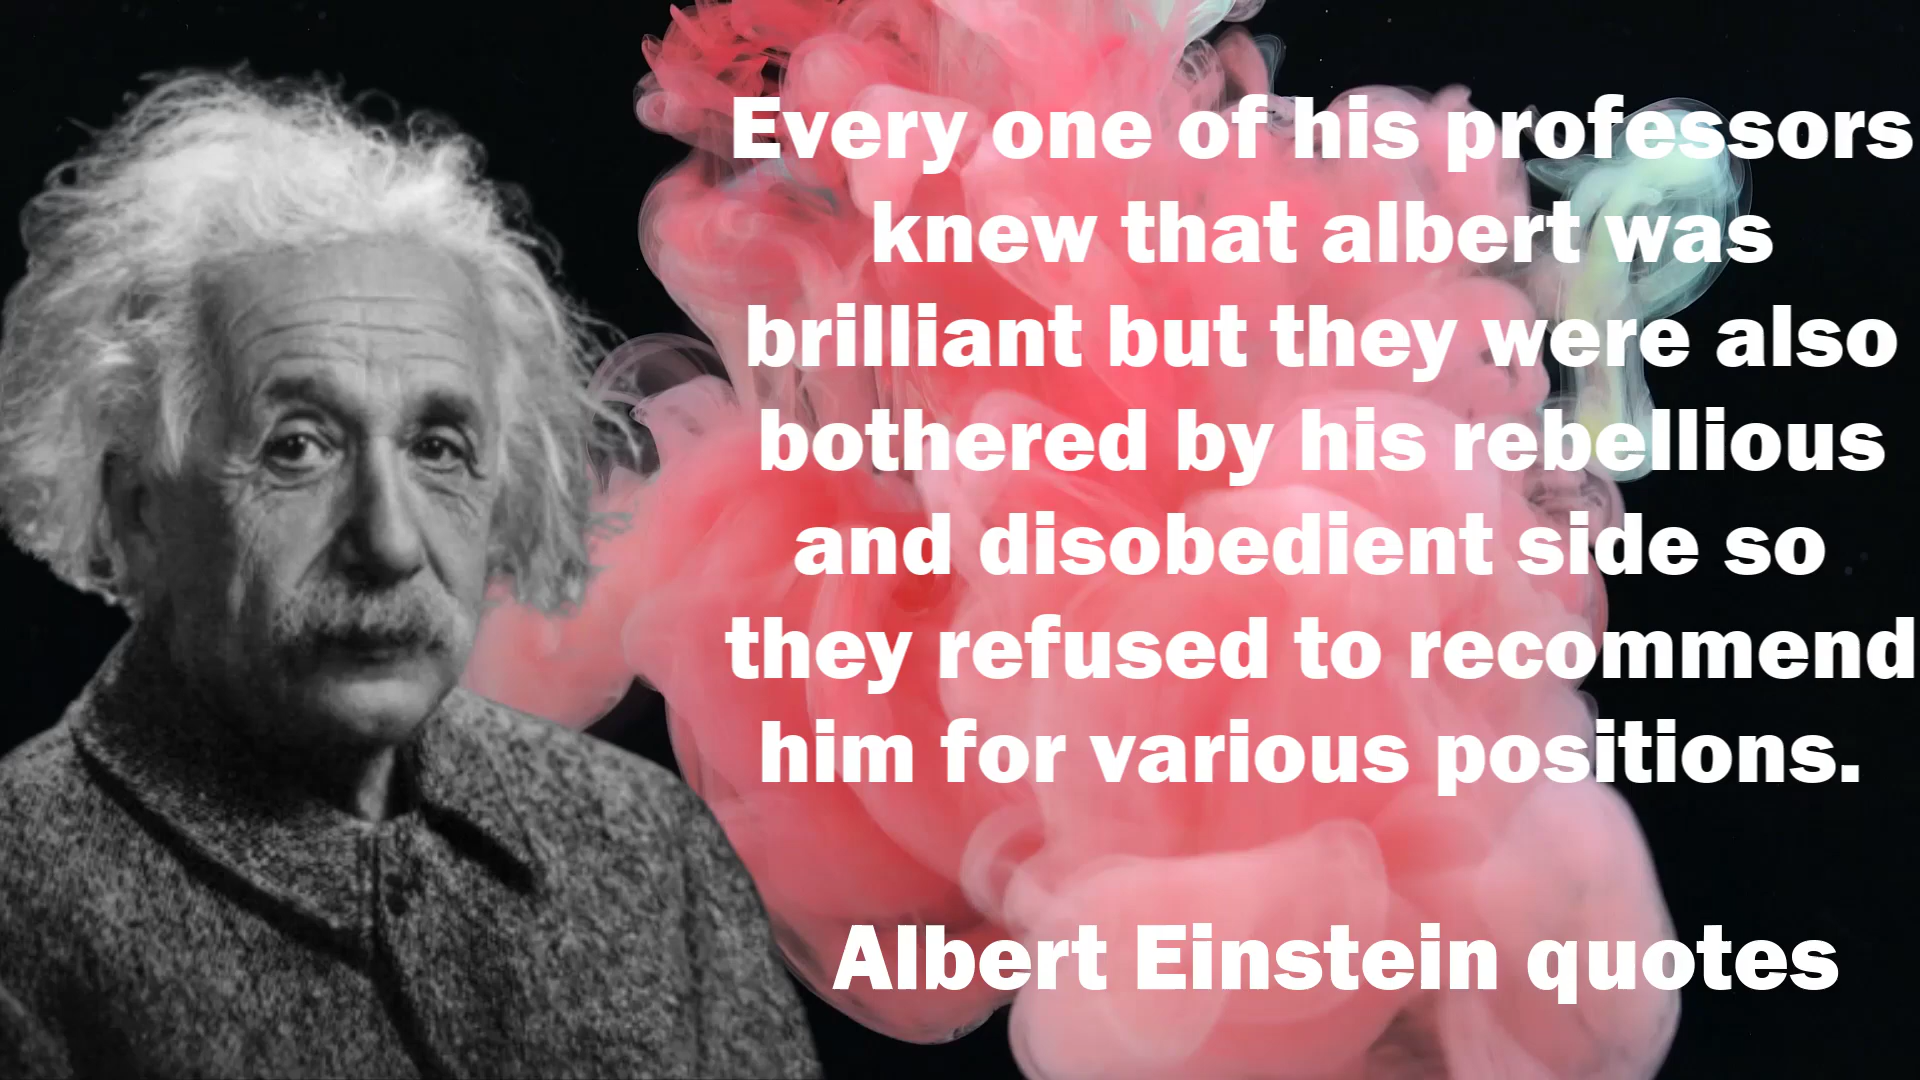 Every one of his professors
knew that albert was
brilliant but they were also
bothered by his rebellious
and disobedient side so
they refused to recommend
him for various positions.
Albert Einstein quotes